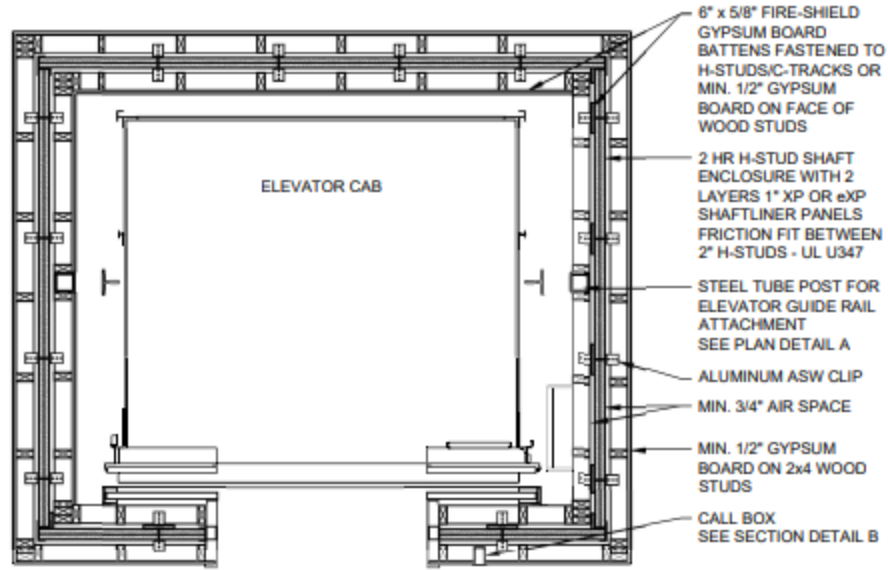 6" x 5/8" FIRE-SHIELD
GYPSUM BOARD
BATTENS FASTENED TO
H-STUDS/C-TRACKS OR
MIN. 1/2" GYPSUM
BOARD ON FACE OF
WOOD STUDS
ELEVATOR CAB
2 HR H-STUD SHAFT
ENCLOSURE WITH 2
LAYERS 1" XP OR eXP
SHAFTLINER PANELS
FRICTION FIT BETWEEN
2" H-STUDS - UL U347
STEEL TUBE POST FOR
ELEVATOR GUIDE RAIL
ATTACHMENT
SEE PLAN DETAIL A
ALUMINUM ASW CLIP
MIN. 3/4" AIR SPACE
MIN. 1/2" GYPSUM
BOARD ON 2x4 WOOD
STUDS
CALL BOX
SEE SECTION DETAIL B